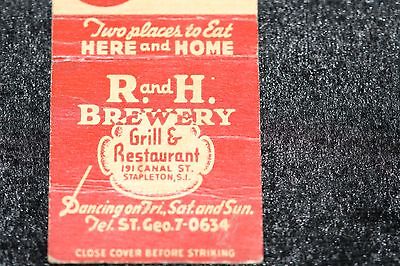 Two places to Eat
HERE and HOME
R. and H.
BREWERY
Grill &
Restaurant
191 CANAL ST.
STAPLETON, S.I.
Dancing on Fri., Sat. and Sun.
Tel. ST. Geo. 7-0634
CLOSE COVER BEFORE STRIKING